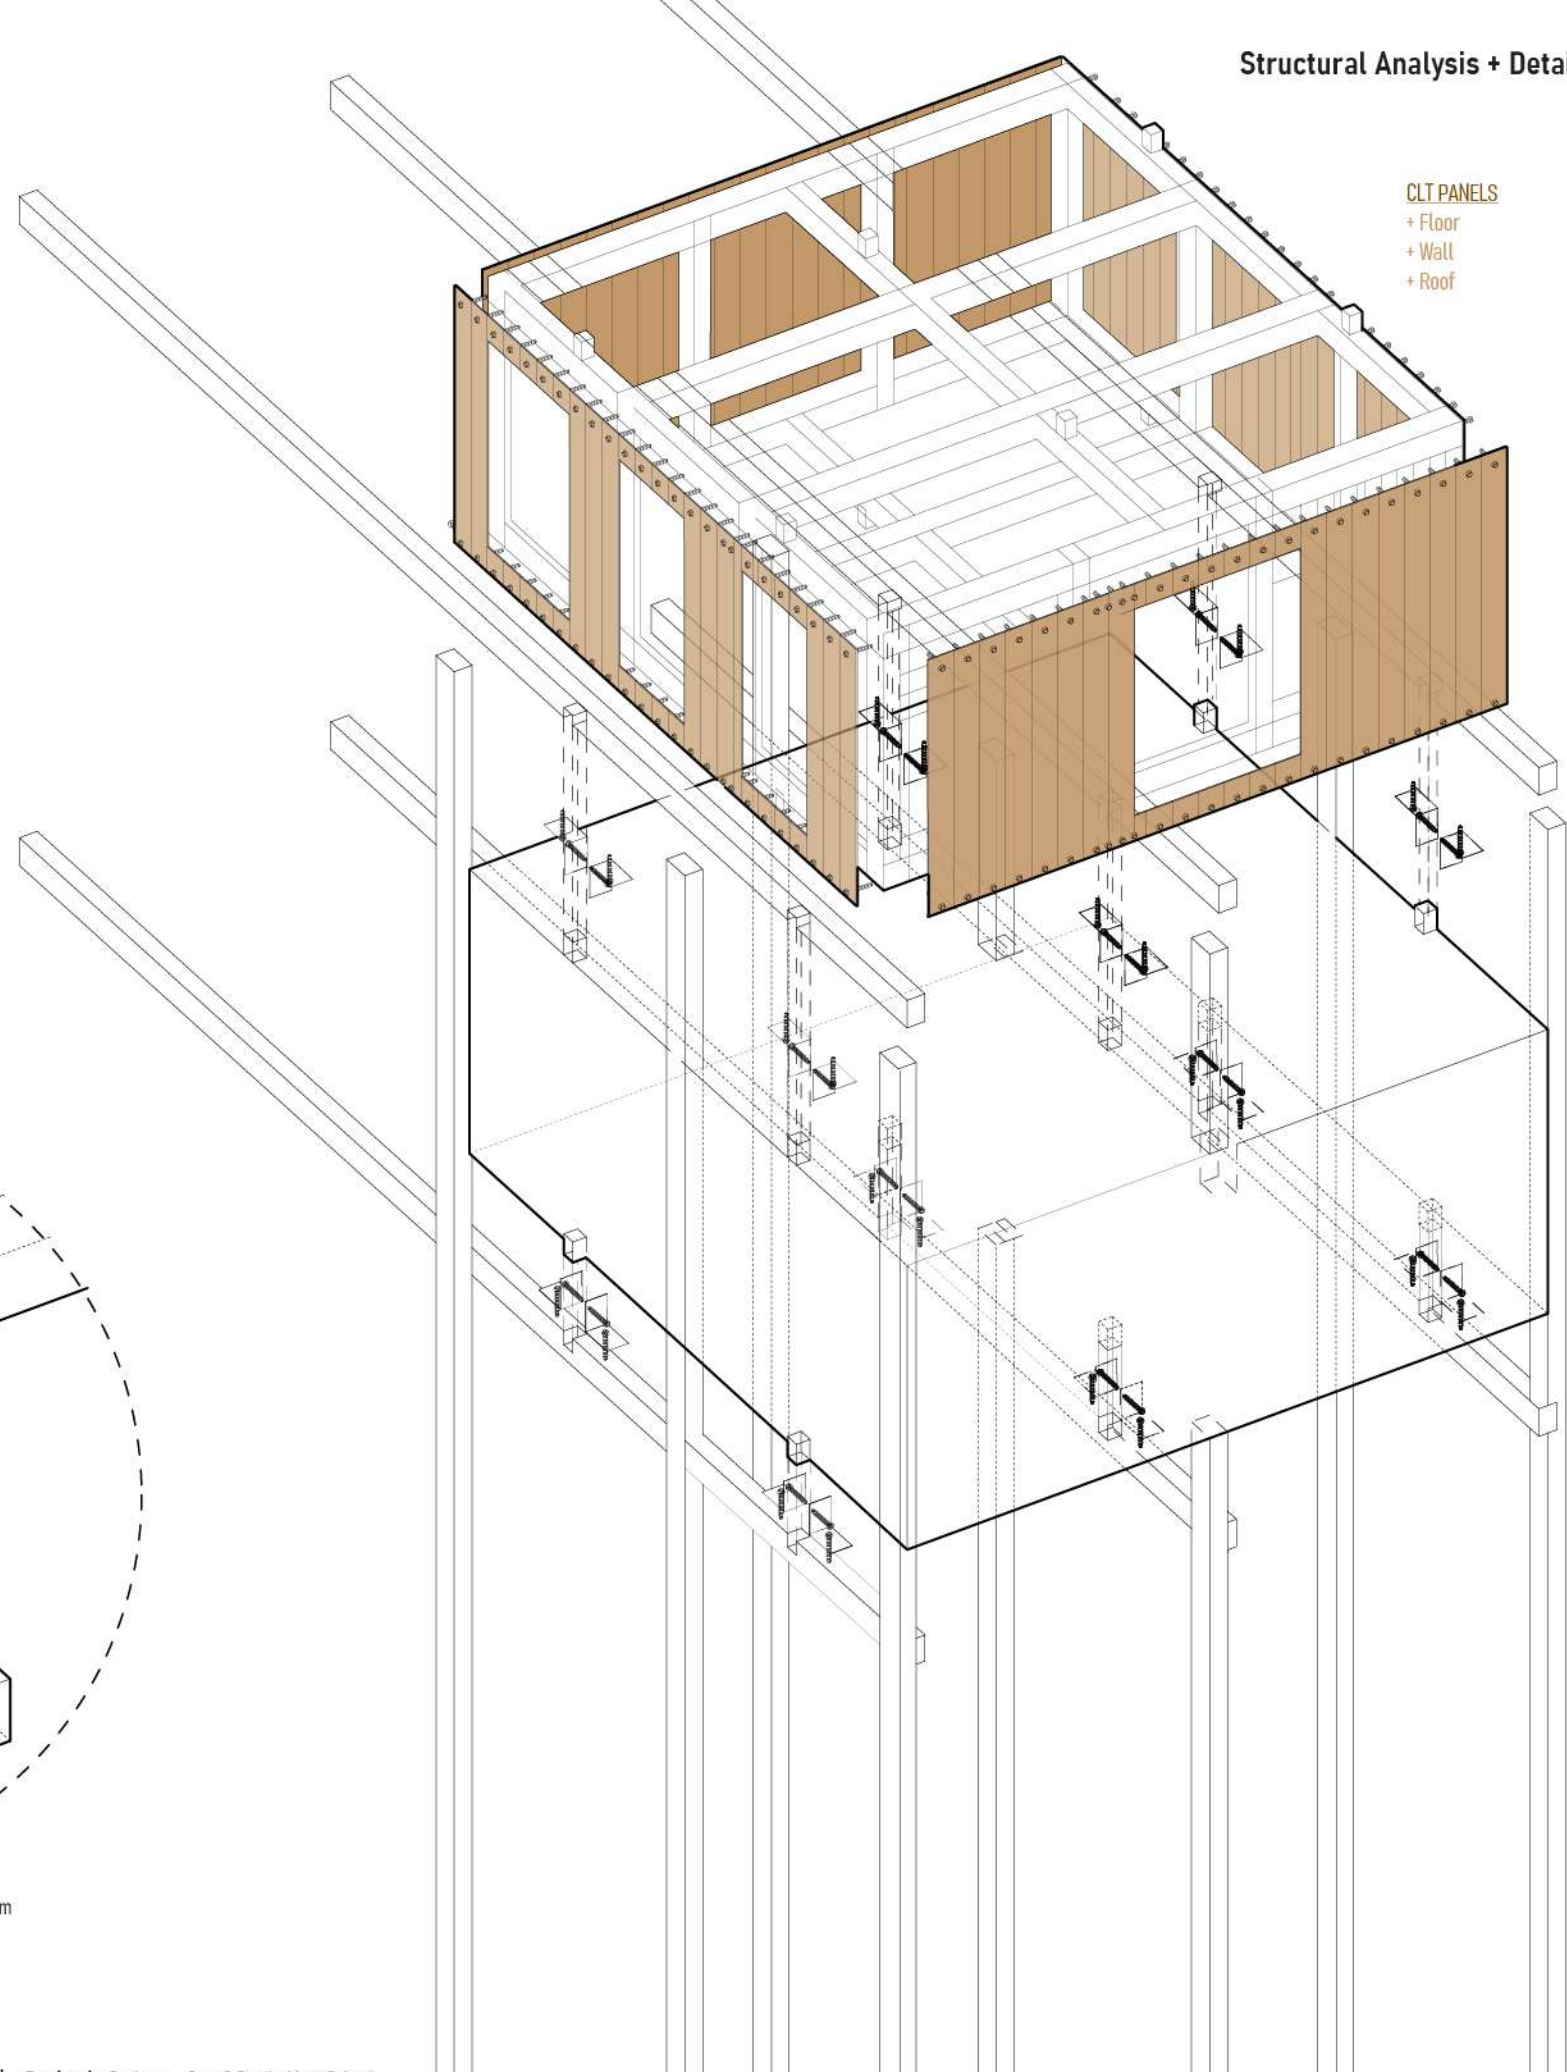 Structural Analysis + Detai
CLT PANELS
+ Floor
+ Wall
+ Roof
m